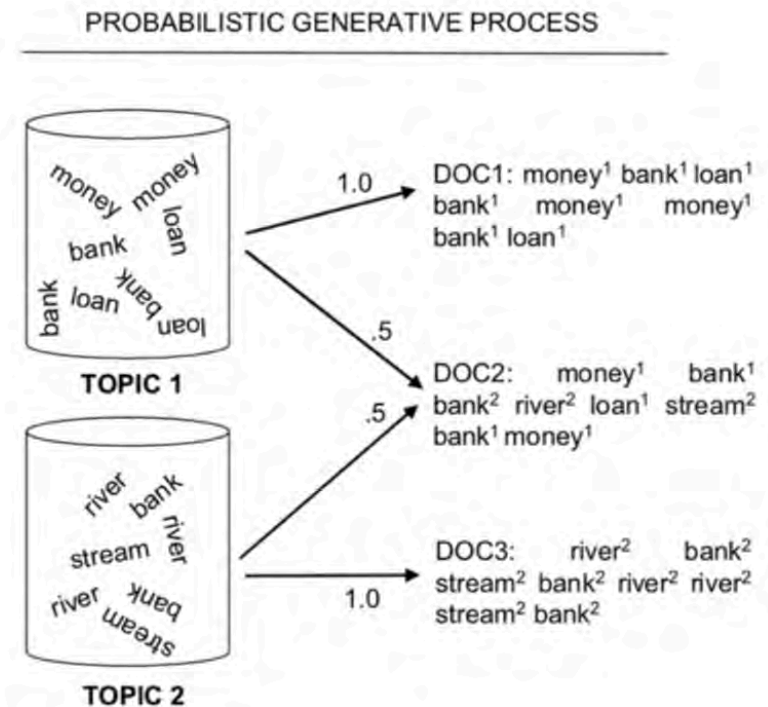 PROBABILISTIC GENERATIVE PROCESS
money money
loan
bank
bank loan bank loan
TOPIC 1
1.0
.5
DOC1: money¹ bank¹ loan¹
bank¹ money¹ money¹
bank¹ loan¹
DOC2: money¹ bank¹
bank² river² loan¹ stream²
bank¹ money¹
river bank
stream river
river bank
stream
TOPIC 2
.5
1.0
DOC3: river² bank²
stream² bank² river² river²
stream² bank²